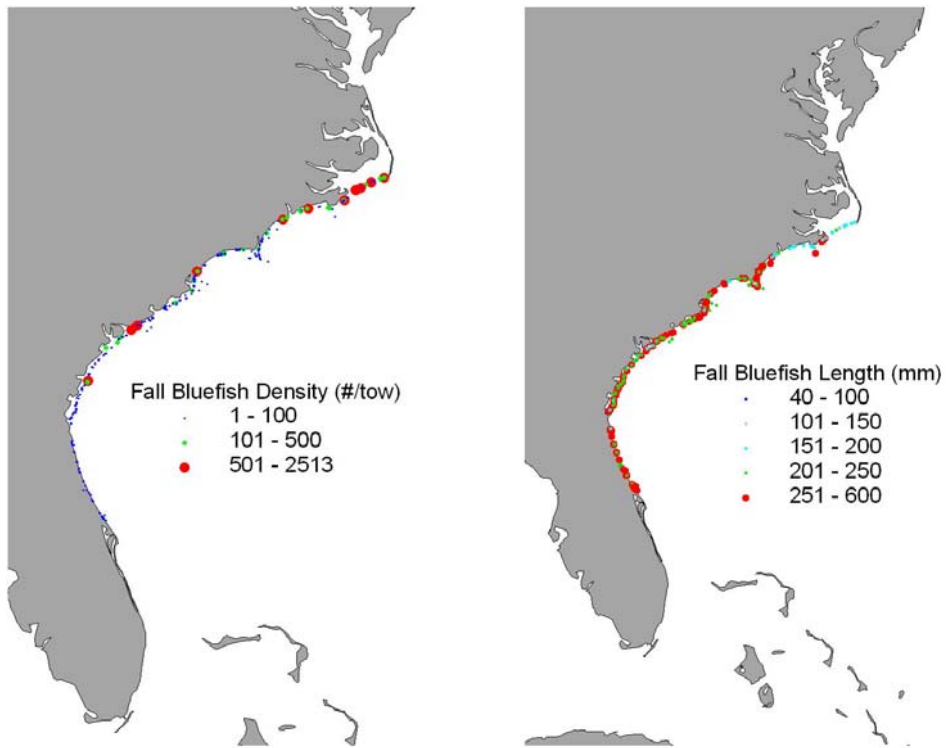 Fall Bluefish Density (#/tow)
1 - 100
101 - 500
501 - 2513
Fall Bluefish Length (mm)
40 - 100
101 - 150
151 - 200
201 - 250
251 - 600